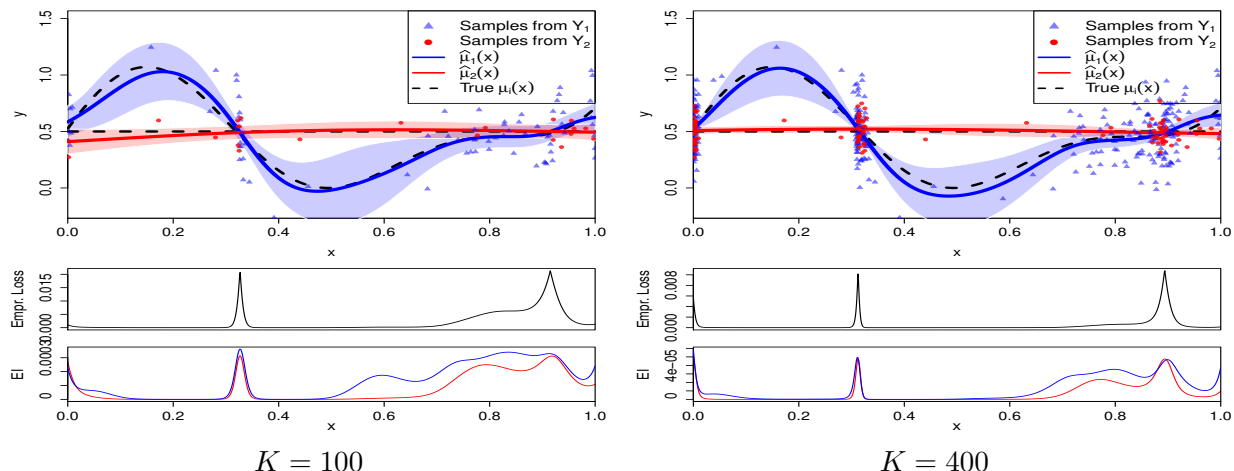 1.5
1.0
0.5
0.0
y
Samples from Y₁
Samples from Y₂
μ̂₁(x)
μ̂₂(x)
True μᵢ(x)
0.0 0.2 0.4 0.6 0.8 1.0
x
Empr. Loss
0.015
0.000
EI
0.0003
0
0.0 0.2 0.4 0.6 0.8 1.0
x
K = 100
1.5
1.0
0.5
0.0
y
Samples from Y₁
Samples from Y₂
μ̂₁(x)
μ̂₂(x)
True μᵢ(x)
0.0 0.2 0.4 0.6 0.8 1.0
x
Empr. Loss
0.008
0.000
EI
4e-05
0
0.0 0.2 0.4 0.6 0.8 1.0
x
K = 400